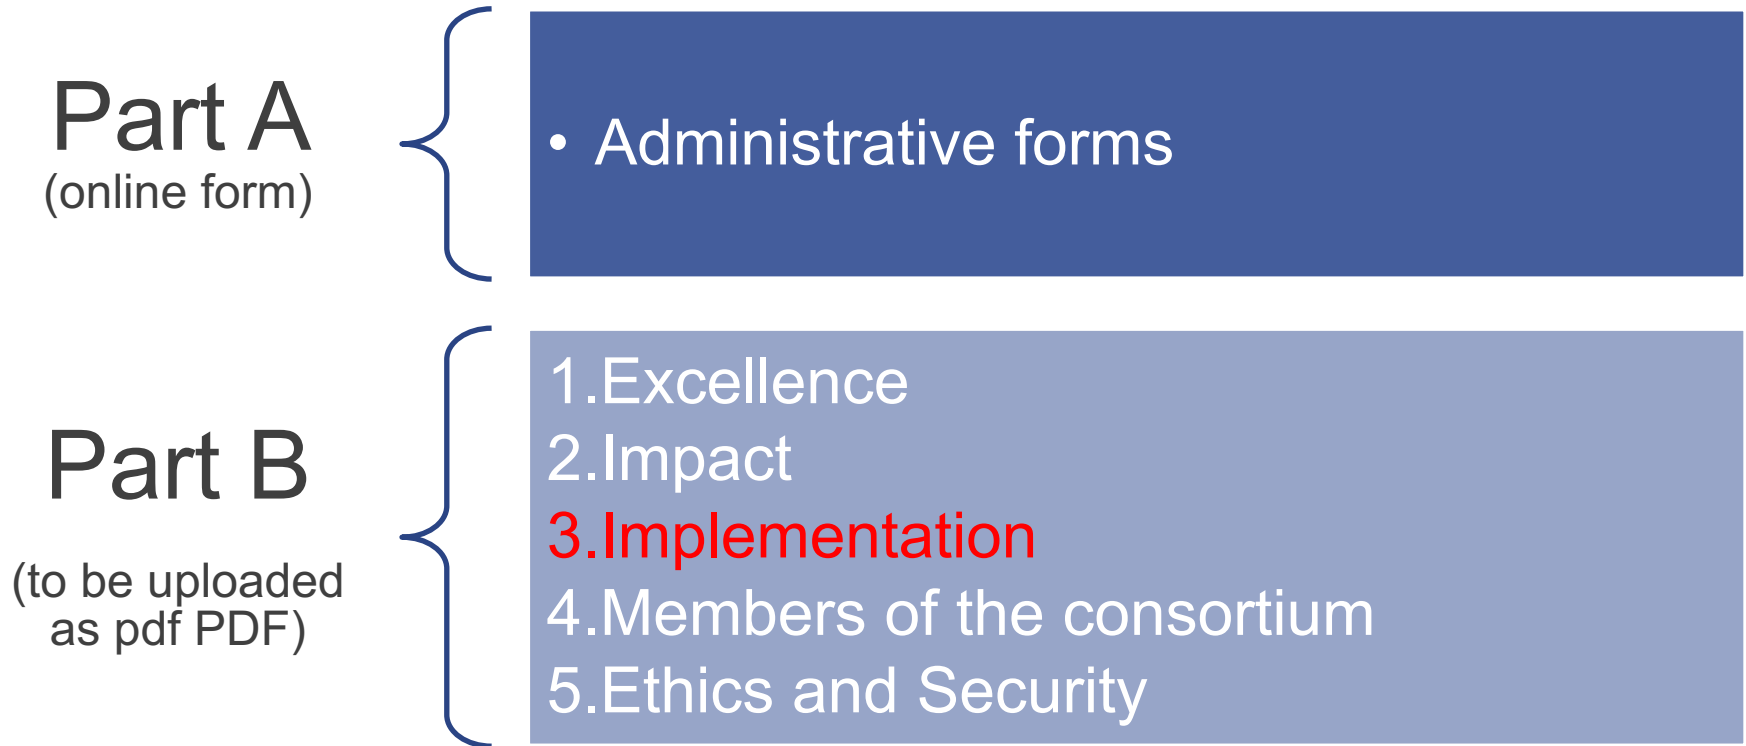 Part A
(online form)
• Administrative forms
Part B
(to be uploaded
as pdf PDF)
1.Excellence
2.Impact
3.Implementation
4.Members of the consortium
5.Ethics and Security